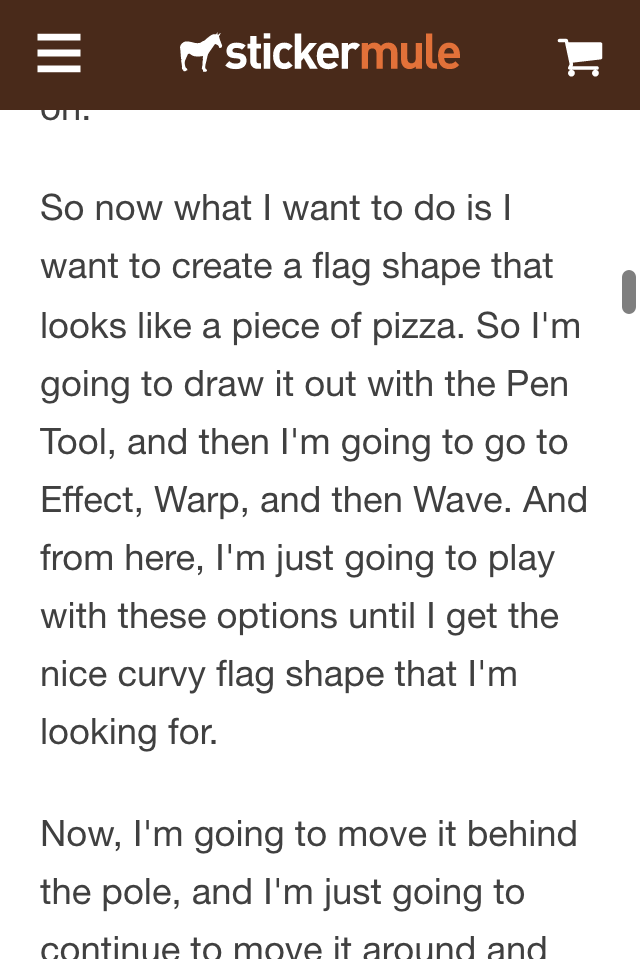 stickermule
on.
So now what I want to do is I
want to create a flag shape that
looks like a piece of pizza. So I'm
going to draw it out with the Pen
Tool, and then I'm going to go to
Effect, Warp, and then Wave. And
from here, I'm just going to play
with these options until I get the
nice curvy flag shape that I'm
looking for.
Now, I'm going to move it behind
the pole, and I'm just going to
continue to move it around and